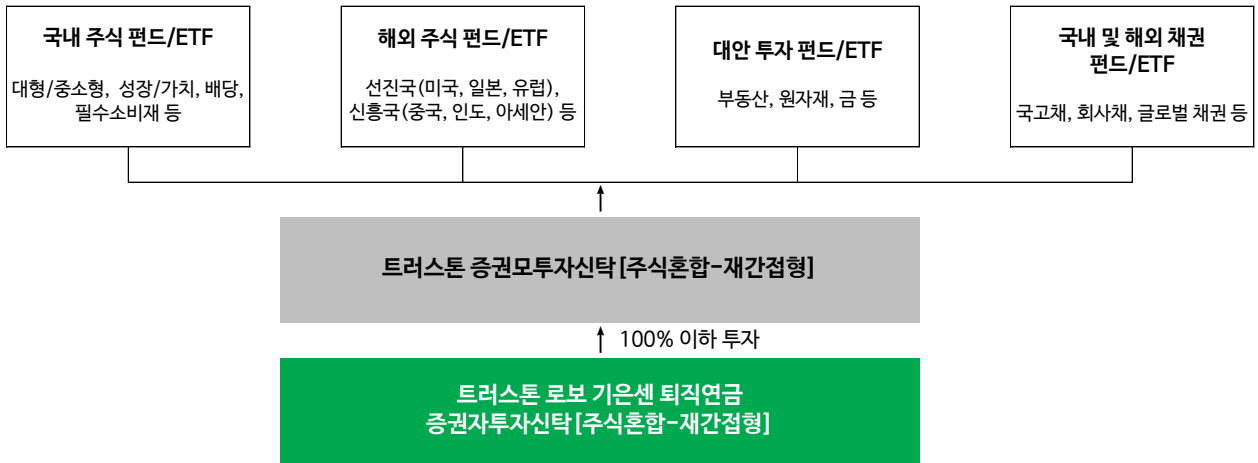 국내 주식 펀드/ETF
대형/중소형, 성장/가치, 배당,
필수소비재 등
해외 주식 펀드/ETF
선진국(미국, 일본, 유럽),
신흥국(중국, 인도, 아세안) 등
대안 투자 펀드/ETF
부동산, 원자재, 금 등
국내 및 해외 채권
펀드/ETF
국고채, 회사채, 글로벌 채권 등
트러스톤 증권모투자신탁[주식혼합-재간접형]
100% 이하 투자
트러스톤 로보 기은센 퇴직연금
증권자투자신탁[주식혼합-재간접형]